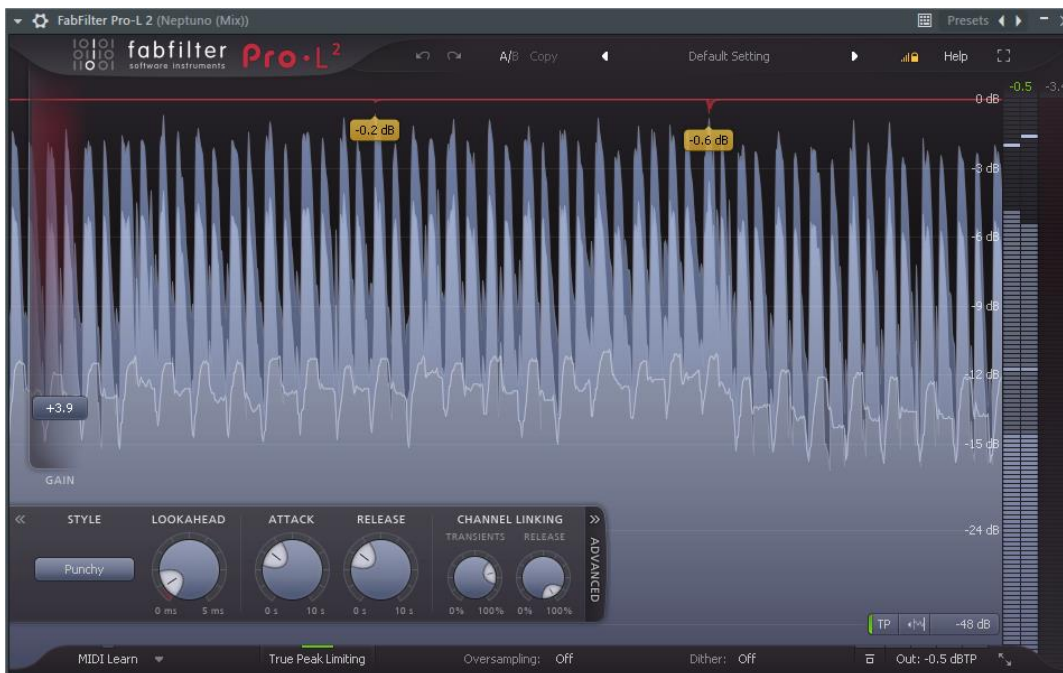 FabFilter Pro-L 2 (Neptuno (Mix)) Presets
fabfilter Pro·L 2
software instruments
A/B Copy Default Setting Help
-0.5 -3.4
0 dB
-0.2 dB
-0.6 dB
-3 dB
-6 dB
-9 dB
-12 dB
+3.9
-15 dB
GAIN
STYLE LOOKAHEAD ATTACK RELEASE CHANNEL LINKING
TRANSIENTS RELEASE
-24 dB
Punchy
ADVANCED
0 ms 5 ms 0 s 10 s 0 s 10 s 0% 100% 0% 100%
TP -48 dB
MIDI Learn True Peak Limiting Oversampling: Off Dither: Off Out: -0.5 dBTP